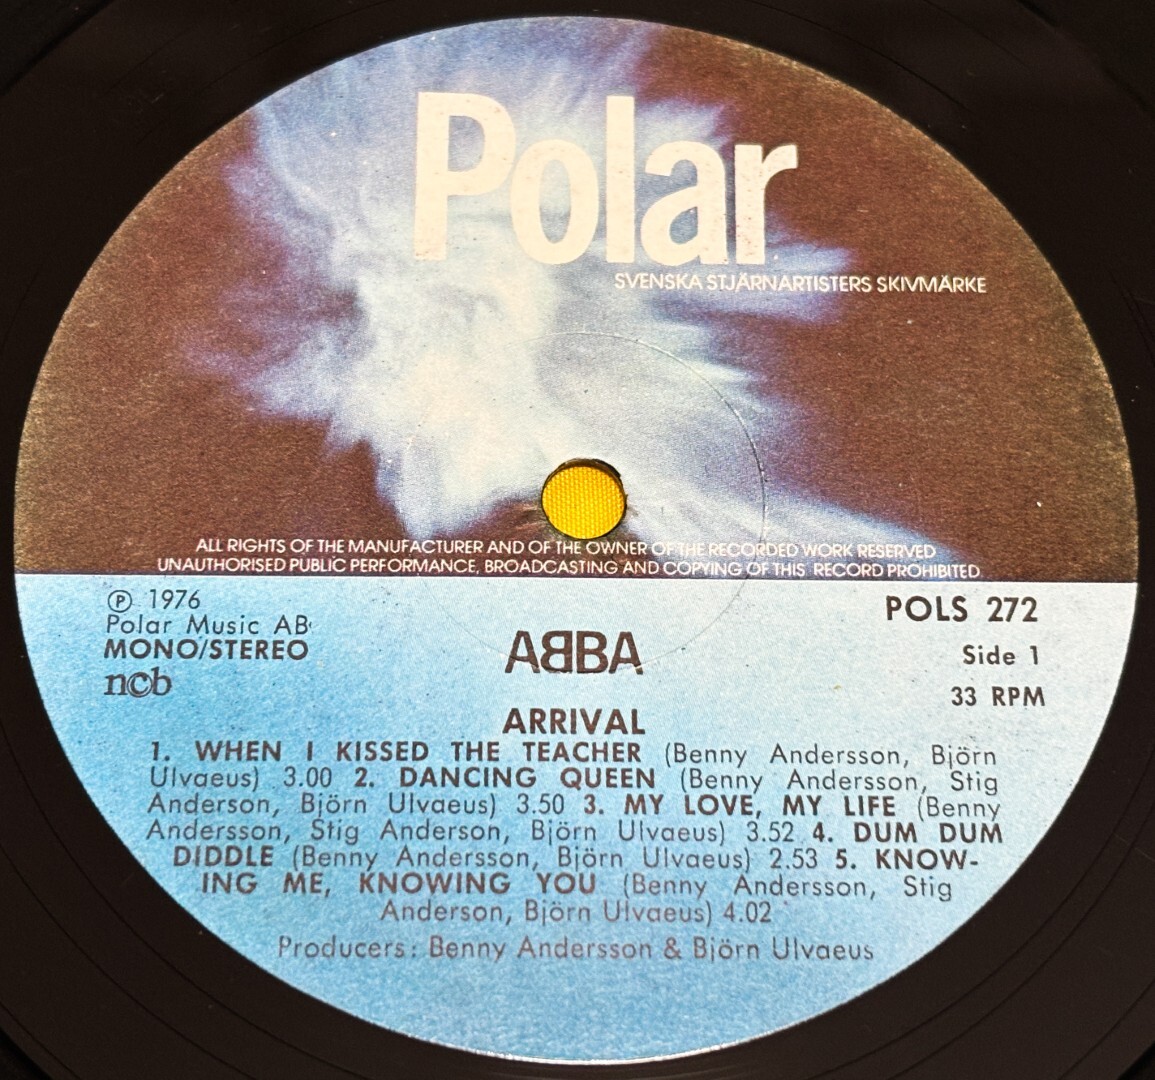 Polar
SVENSKA STJÄRNARTISTERS SKIVMÄRKE
ALL RIGHTS OF THE MANUFACTURER AND OF THE OWNER OF THE RECORDED WORK RESERVED
UNAUTHORISED PUBLIC PERFORMANCE, BROADCASTING AND COPYING OF THIS RECORD PROHIBITED
Ⓟ 1976
Polar Music AB
MONO/STEREO
ncb
POLS 272
Side 1
33 RPM
ABBA
ARRIVAL
1. WHEN I KISSED THE TEACHER (Benny Andersson, Björn
Ulvaeus) 3.00 2. DANCING QUEEN (Benny Andersson, Stig
Anderson, Björn Ulvaeus) 3.50 3. MY LOVE, MY LIFE (Benny
Andersson, Stig Anderson, Björn Ulvaeus) 3.52 4. DUM DUM
DIDDLE (Benny Andersson, Björn Ulvaeus) 2.53 5. KNOW-
ING ME, KNOWING YOU (Benny Andersson, Stig
Anderson, Björn Ulvaeus) 4.02
Producers: Benny Andersson & Björn Ulvaeus